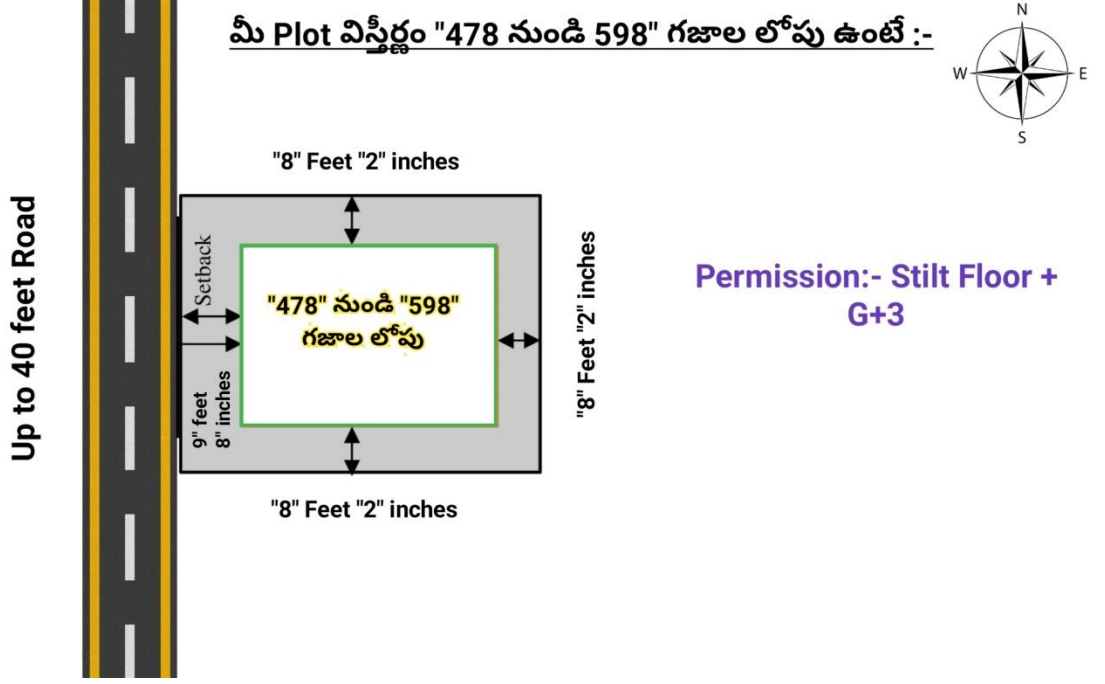 మీ Plot విస్తీర్ణం "478 నుండి 598" గజాల లోపు ఉంటే :-
N
W
E
S
"8" Feet "2" inches
Up to 40 feet Road
Setback
"478" నుండి "598"
గజాల లోపు
9" feet
8" inches
"8" Feet "2" inches
"8" Feet "2" inches
Permission:- Stilt Floor +
G+3